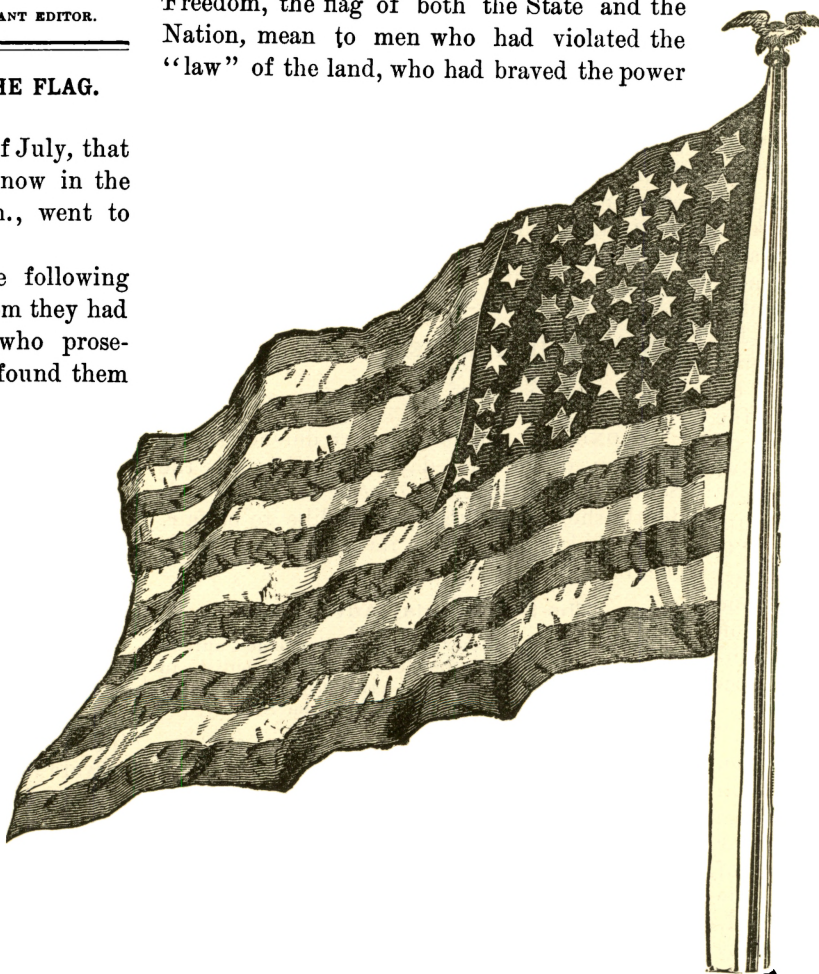 ANT EDITOR.
HE FLAG.
f July, that
now in the
., went to
e following
m they had
who prose-
found them
Freedom, the flag of both the State and the
Nation, mean to men who had violated the
“law” of the land, who had braved the power